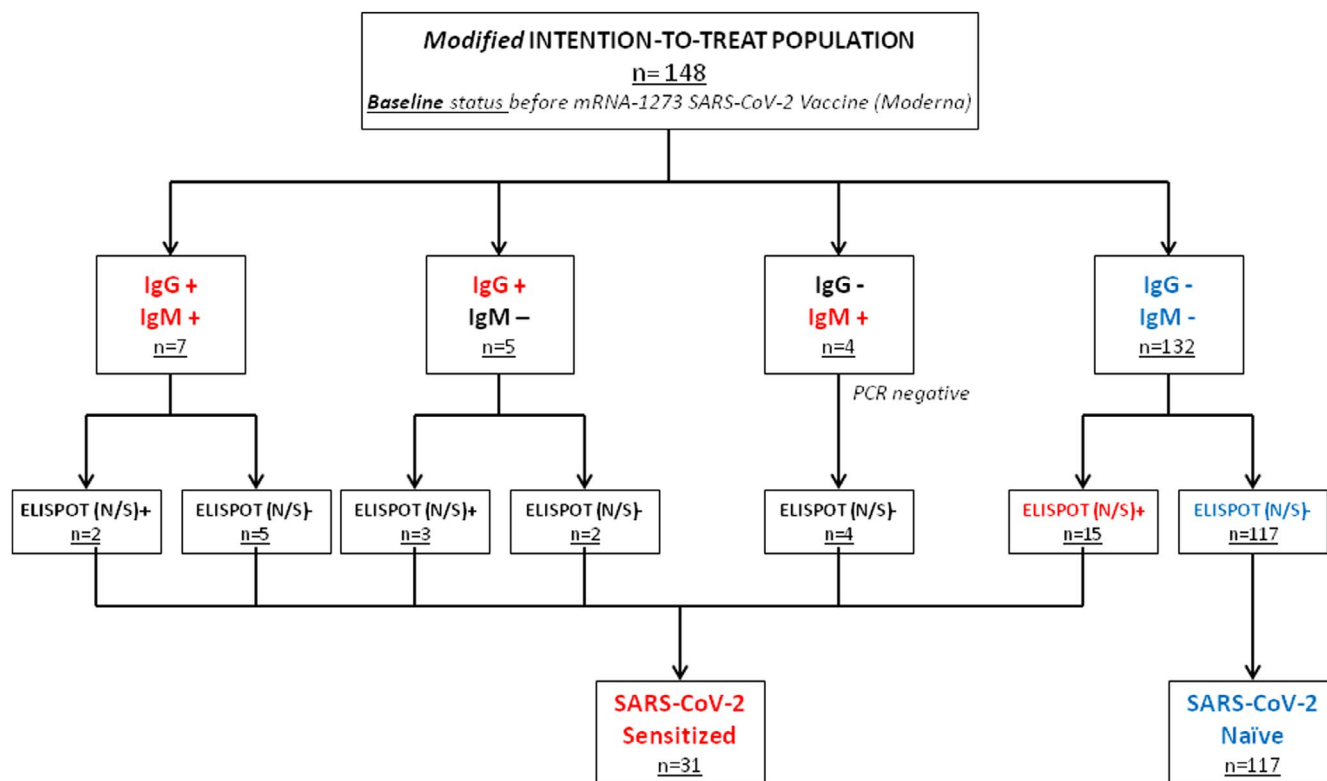 Modified INTENTION-TO-TREAT POPULATION
n= 148
Baseline status before mRNA-1273 SARS-CoV-2 Vaccine (Moderna)
IgG +
IgM +
n=7
IgG +
IgM –
n=5
IgG -
IgM +
n=4
IgG -
IgM -
n=132
PCR negative
ELISPOT (N/S)+
n=2
ELISPOT (N/S)-
n=5
ELISPOT (N/S)+
n=3
ELISPOT (N/S)-
n=2
ELISPOT (N/S)-
n=4
ELISPOT (N/S)+
n=15
ELISPOT (N/S)-
n=117
SARS-CoV-2
Sensitized
n=31
SARS-CoV-2
Naïve
n=117